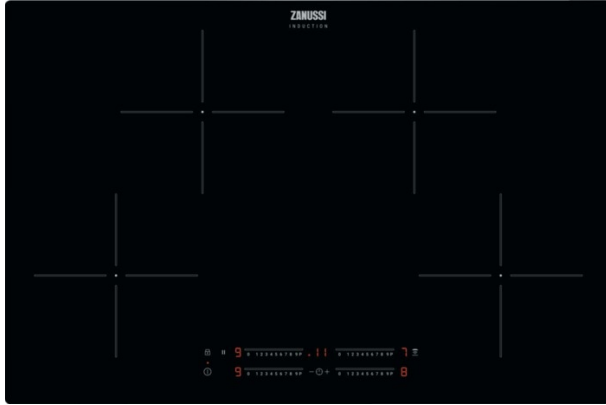 ZANUSSI
INDUCTION
9 0 1 2 3 4 5 6 7 8 9 P .11 0 1 2 3 4 5 6 7 8 9 P 7
9 0 1 2 3 4 5 6 7 8 9 P − + 0 1 2 3 4 5 6 7 8 9 P 8